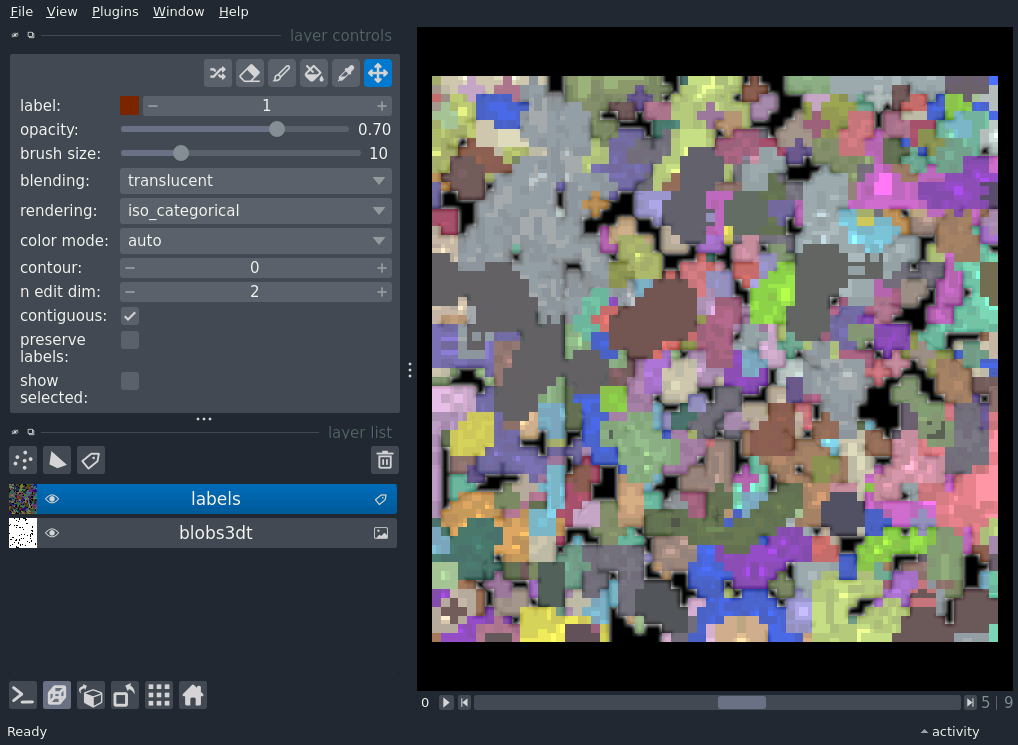 File View Plugins Window Help
layer controls
label: 1
opacity: 0.70
brush size: 10
blending: translucent
rendering: iso_categorical
color mode: auto
contour: 0
n edit dim: 2
contiguous:
preserve
labels:
show
selected:
layer list
labels
blobs3dt
0 5 | 9
Ready activity